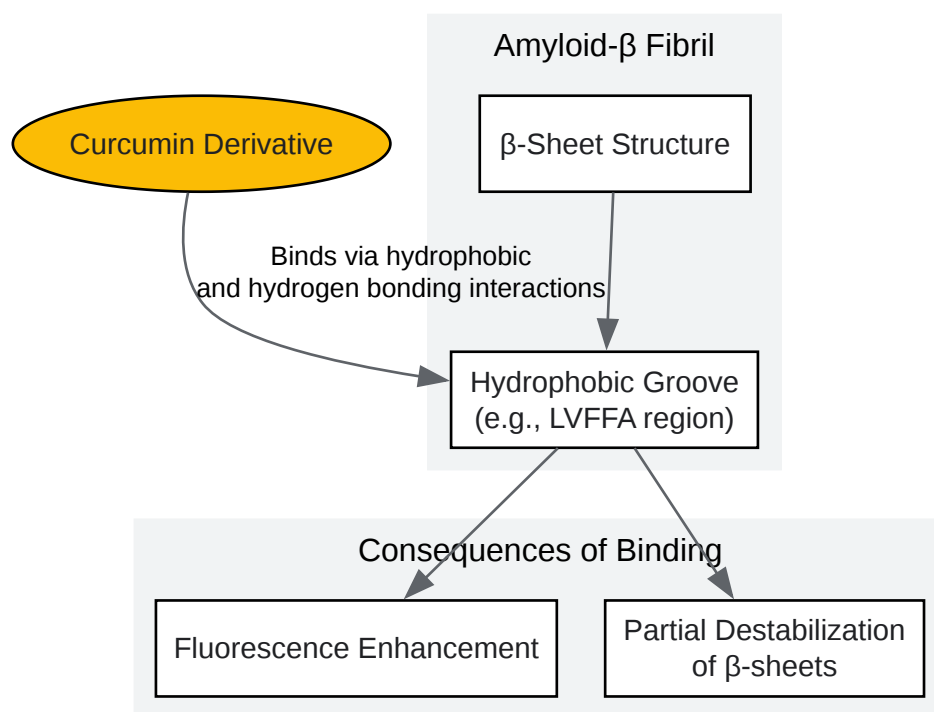 Amyloid-β Fibril
Curcumin Derivative
β-Sheet Structure
Binds via hydrophobic
and hydrogen bonding interactions
Hydrophobic Groove
(e.g., LVFFA region)
Consequences of Binding
Fluorescence Enhancement
Partial Destabilization
of β-sheets